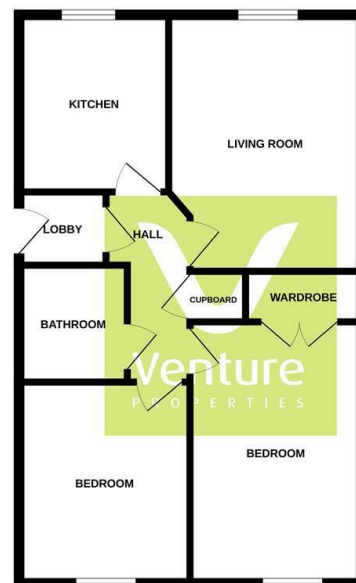 KITCHEN
LIVING ROOM
LOBBY
HALL
CUPBOARD
WARDROBE
BATHROOM
Venture
PROPERTIES
BEDROOM
BEDROOM